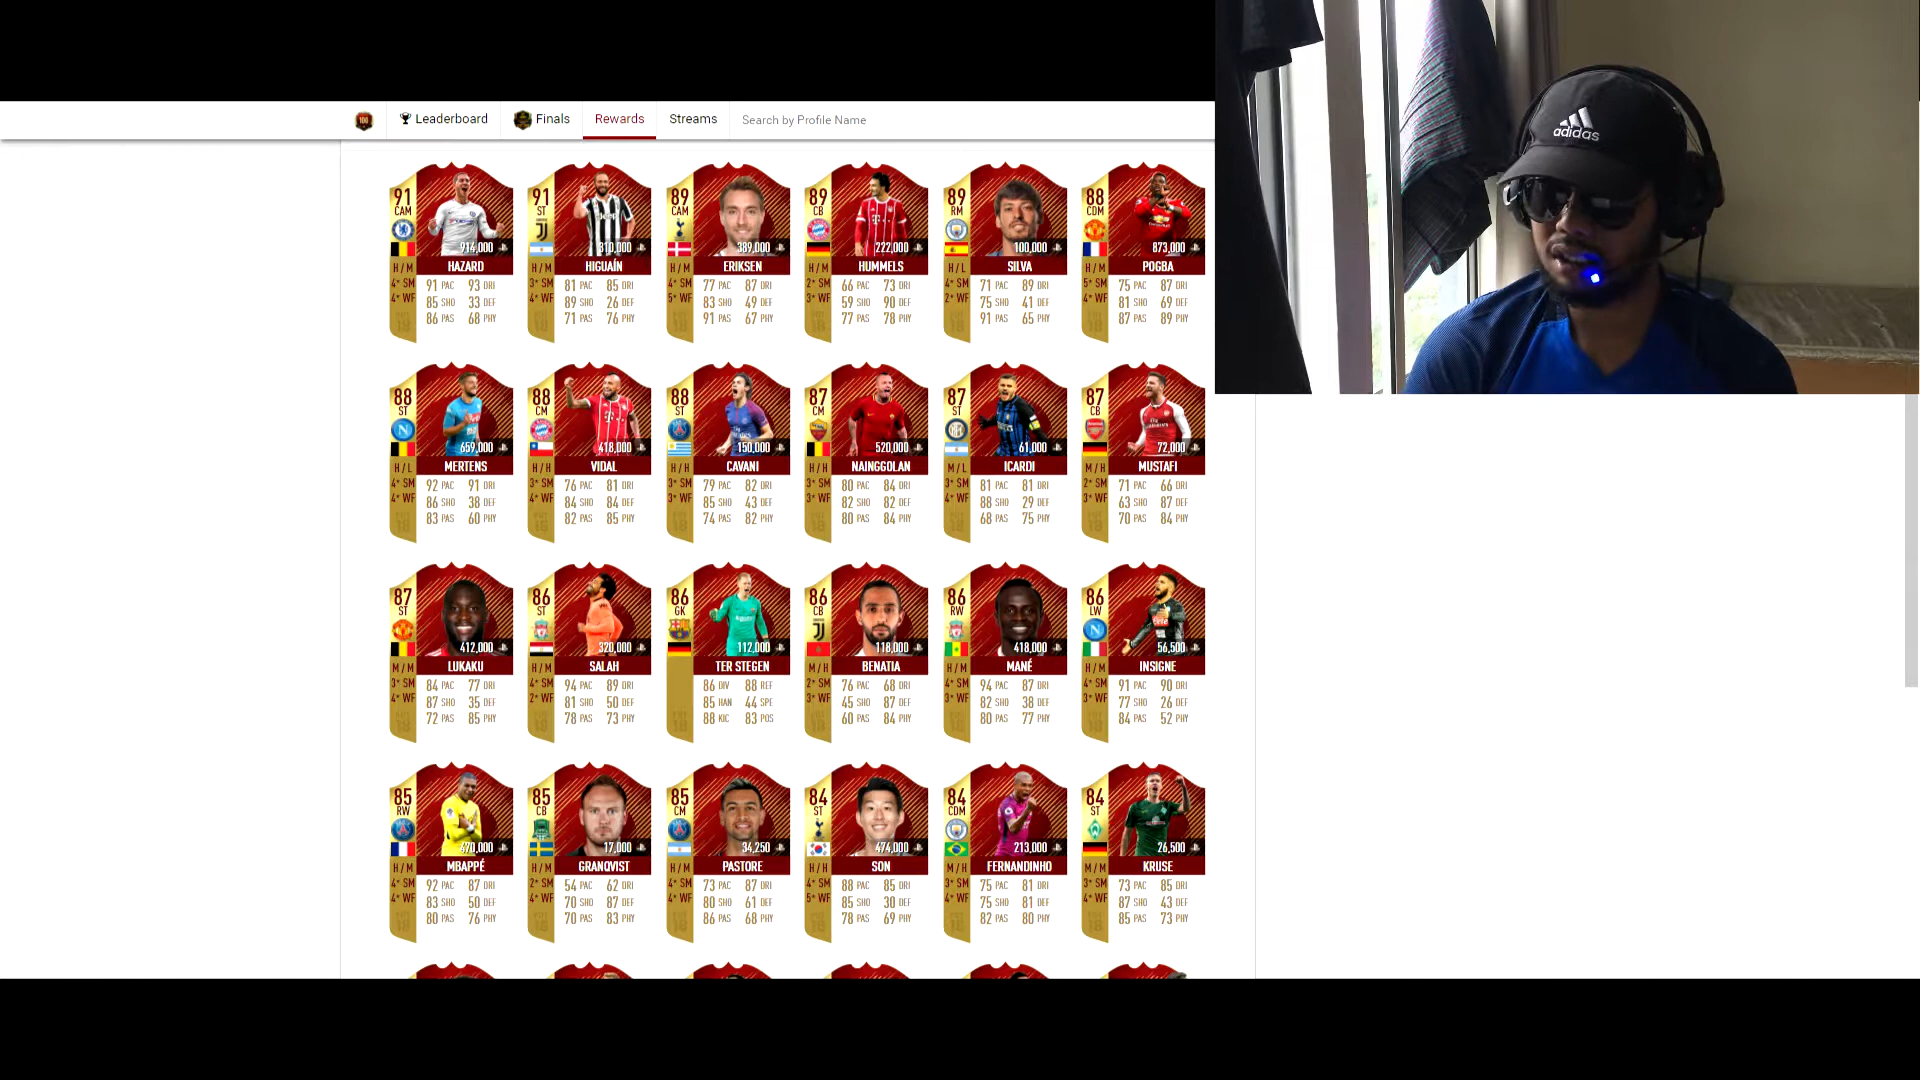 100 Leaderboard Finals Rewards Streams Search by Profile Name
adidas
91 CAM 914,000 HAZARD H / M 4* SM 4* WF 91 PAC 93 DRI 85 SHO 33 DEF 86 PAS 68 PHY
91 ST 310,000 HIGUAÍN H / M 3* SM 4* WF 81 PAC 85 DRI 89 SHO 26 DEF 71 PAS 76 PHY
89 CAM 389,000 ERIKSEN H / M 4* SM 5* WF 77 PAC 87 DRI 83 SHO 49 DEF 91 PAS 67 PHY
89 CB 222,000 HUMMELS H / M 2* SM 3* WF 66 PAC 73 DRI 59 SHO 90 DEF 77 PAS 78 PHY
89 RM 100,000 SILVA H / L 4* SM 2* WF 71 PAC 89 DRI 75 SHO 41 DEF 91 PAS 65 PHY
88 CDM 873,000 POGBA H / M 5* SM 4* WF 75 PAC 87 DRI 81 SHO 69 DEF 87 PAS 89 PHY
88 ST 659,000 MERTENS H / L 4* SM 4* WF 92 PAC 91 DRI 86 SHO 38 DEF 83 PAS 60 PHY
88 CM 418,000 VIDAL H / H 3* SM 4* WF 76 PAC 81 DRI 84 SHO 84 DEF 82 PAS 85 PHY
88 ST 150,000 CAVANI H / H 3* SM 3* WF 79 PAC 82 DRI 85 SHO 43 DEF 74 PAS 82 PHY
87 CM 520,000 NAINGGOLAN H / H 3* SM 3* WF 80 PAC 84 DRI 82 SHO 82 DEF 80 PAS 84 PHY
87 ST 61,000 ICARDI M / L 3* SM 4* WF 81 PAC 81 DRI 88 SHO 29 DEF 68 PAS 75 PHY
87 CB 72,000 MUSTAFI M / H 2* SM 3* WF 71 PAC 66 DRI 63 SHO 87 DEF 70 PAS 84 PHY
87 ST 412,000 LUKAKU M / M 3* SM 4* WF 84 PAC 77 DRI 87 SHO 35 DEF 72 PAS 85 PHY
86 ST 320,000 SALAH H / M 4* SM 2* WF 94 PAC 89 DRI 81 SHO 50 DEF 78 PAS 73 PHY
86 GK 112,000 TER STEGEN 86 DIV 88 REF 85 HAN 44 SPE 88 KIC 83 POS
86 CB 118,000 BENATIA M / H 2* SM 3* WF 76 PAC 68 DRI 45 SHO 87 DEF 60 PAS 84 PHY
86 RW 418,000 MANÉ H / M 4* SM 3* WF 94 PAC 87 DRI 82 SHO 38 DEF 80 PAS 77 PHY
86 LW 56,500 INSIGNE H / M 4* SM 3* WF 91 PAC 90 DRI 77 SHO 26 DEF 84 PAS 52 PHY
85 RW 470,000 MBAPPÉ H / M 4* SM 4* WF 92 PAC 87 DRI 83 SHO 50 DEF 80 PAS 76 PHY
85 CB 17,000 GRANQVIST H / M 2* SM 4* WF 54 PAC 62 DRI 70 SHO 87 DEF 70 PAS 83 PHY
85 CM 34,250 PASTORE H / M 4* SM 4* WF 73 PAC 87 DRI 80 SHO 61 DEF 86 PAS 68 PHY
84 ST 474,000 SON H / H 4* SM 5* WF 88 PAC 85 DRI 85 SHO 30 DEF 78 PAS 69 PHY
84 CDM 213,000 FERNANDINHO M / H 3* SM 3* WF 75 PAC 81 DRI 75 SHO 81 DEF 82 PAS 80 PHY
84 ST 26,500 KRUSE M / M 3* SM 4* WF 73 PAC 85 DRI 87 SHO 43 DEF 85 PAS 73 PHY